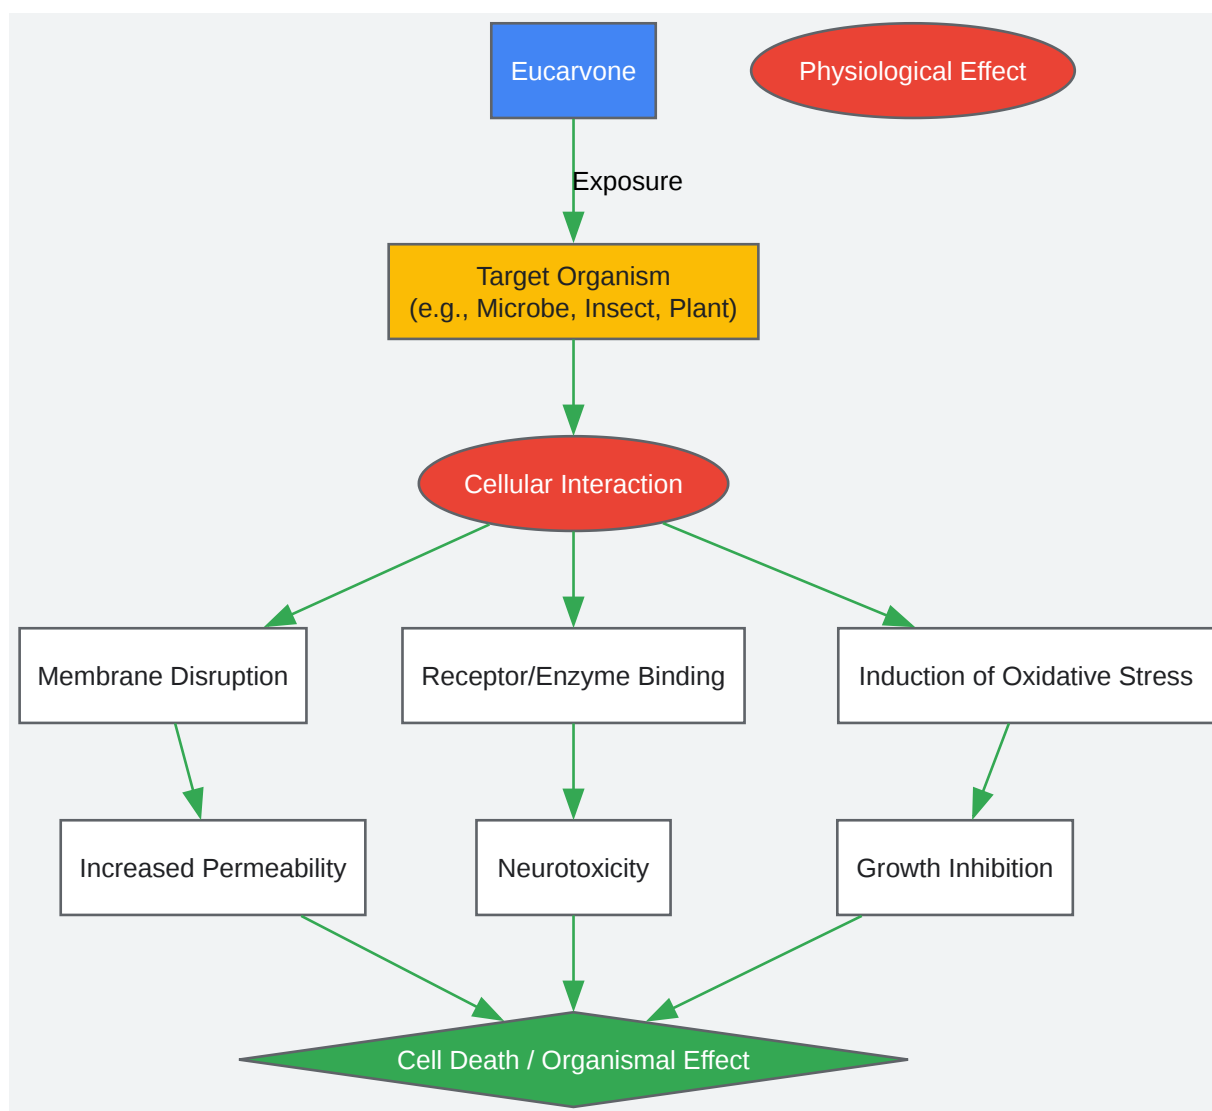 Eucarvone
Physiological Effect
Exposure
Target Organism
(e.g., Microbe, Insect, Plant)
Cellular Interaction
Membrane Disruption
Receptor/Enzyme Binding
Induction of Oxidative Stress
Increased Permeability
Neurotoxicity
Growth Inhibition
Cell Death / Organismal Effect